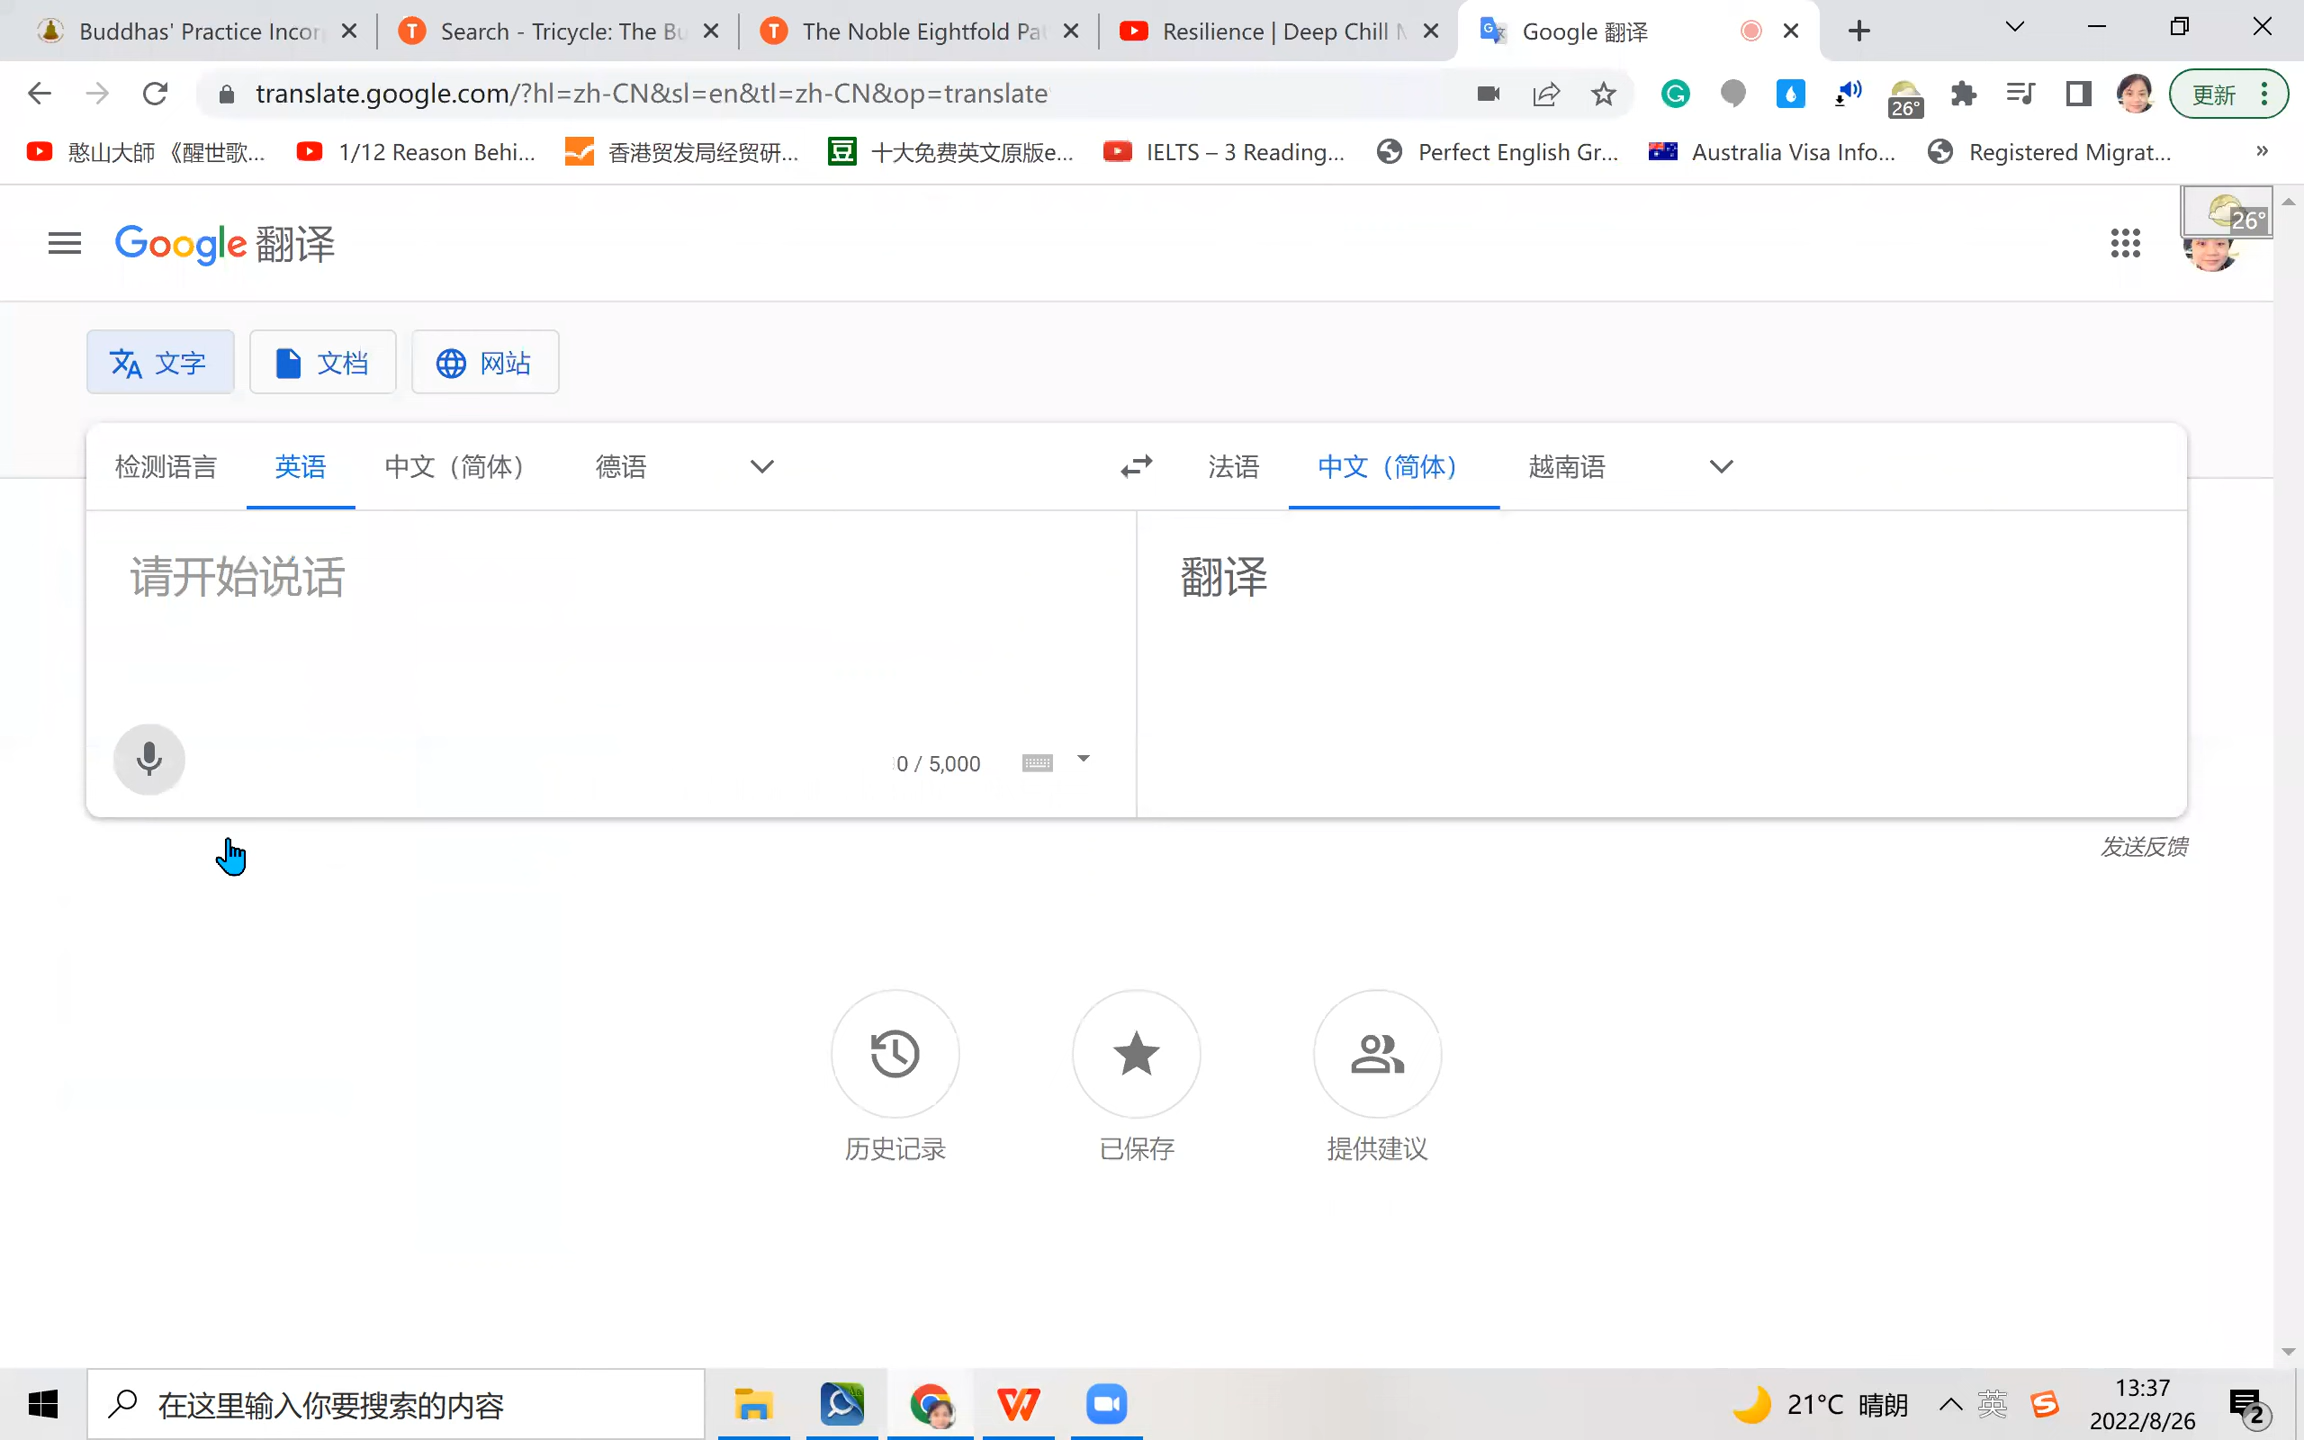 Buddhas' Practice Incor
Search - Tricycle: The Bu
The Noble Eightfold Pat
Resilience | Deep Chill M
Google 翻译
translate.google.com/?hl=zh-CN&sl=en&tl=zh-CN&op=translate
26°
更新
憨山大師 《醒世歌...
1/12 Reason Behi...
香港贸发局经贸研...
豆
十大免费英文原版e...
IELTS – 3 Reading...
Perfect English Gr...
Australia Visa Info...
Registered Migrat...
»
Google 翻译
26°
文字
文档
网站
检测语言
英语
中文（简体）
德语
法语
中文（简体）
越南语
请开始说话
翻译
0 / 5,000
发送反馈
历史记录
已保存
提供建议
在这里输入你要搜索的内容
21°C 晴朗
英
13:37
2022/8/26
2